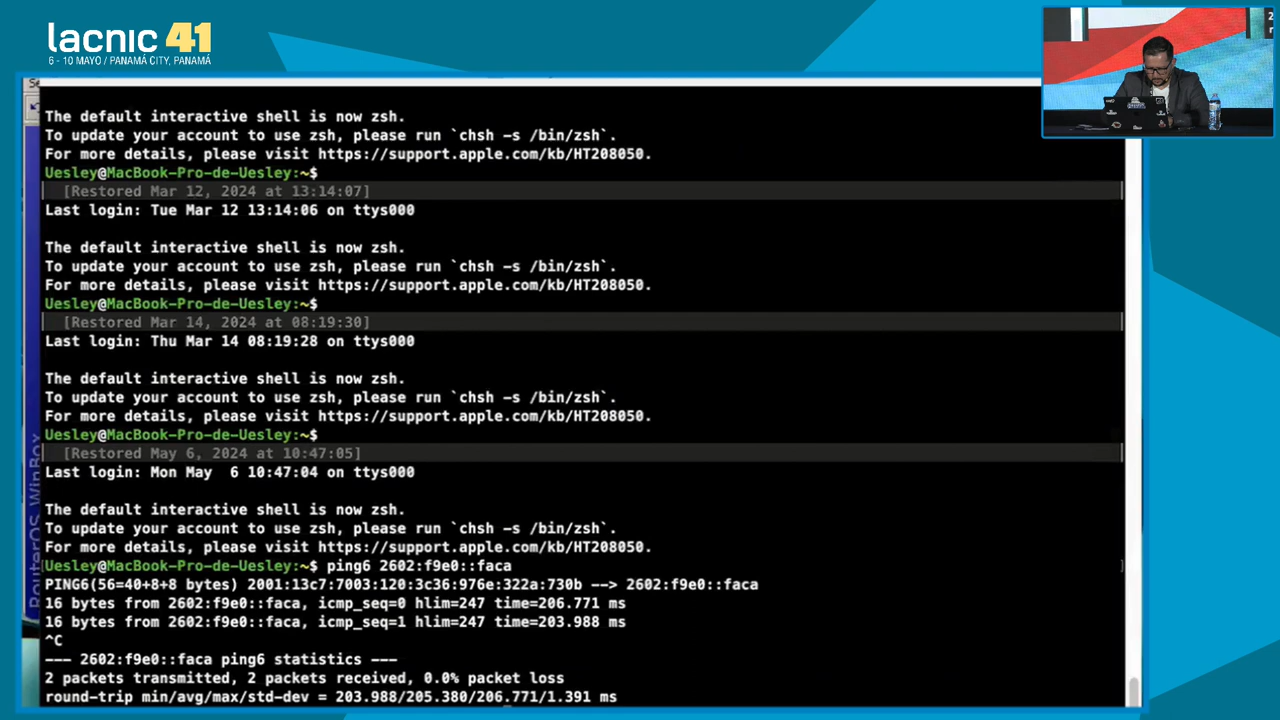 lacnic 41
6 - 10 MAYO / PANAMÁ CITY, PANAMÁ
Se
The default interactive shell is now zsh.
To update your account to use zsh, please run `chsh -s /bin/zsh`.
For more details, please visit https://support.apple.com/kb/HT208050.
Uesley@MacBook-Pro-de-Uesley:~$
[Restored Mar 12, 2024 at 13:14:07]
Last login: Tue Mar 12 13:14:06 on ttys000
The default interactive shell is now zsh.
To update your account to use zsh, please run `chsh -s /bin/zsh`.
For more details, please visit https://support.apple.com/kb/HT208050.
Uesley@MacBook-Pro-de-Uesley:~$
[Restored Mar 14, 2024 at 08:19:30]
Last login: Thu Mar 14 08:19:28 on ttys000
The default interactive shell is now zsh.
To update your account to use zsh, please run `chsh -s /bin/zsh`.
For more details, please visit https://support.apple.com/kb/HT208050.
Uesley@MacBook-Pro-de-Uesley:~$
[Restored May 6, 2024 at 10:47:05]
Last login: Mon May  6 10:47:04 on ttys000
The default interactive shell is now zsh.
To update your account to use zsh, please run `chsh -s /bin/zsh`.
For more details, please visit https://support.apple.com/kb/HT208050.
Uesley@MacBook-Pro-de-Uesley:~$ ping6 2602:f9e0::faca
PING6(56=40+8+8 bytes) 2001:13c7:7003:120:3c36:976e:322a:730b --> 2602:f9e0::faca
16 bytes from 2602:f9e0::faca, icmp_seq=0 hlim=247 time=206.771 ms
16 bytes from 2602:f9e0::faca, icmp_seq=1 hlim=247 time=203.988 ms
^C
--- 2602:f9e0::faca ping6 statistics ---
2 packets transmitted, 2 packets received, 0.0% packet loss
round-trip min/avg/max/std-dev = 203.988/205.380/206.771/1.391 ms
RouterOS WinBox